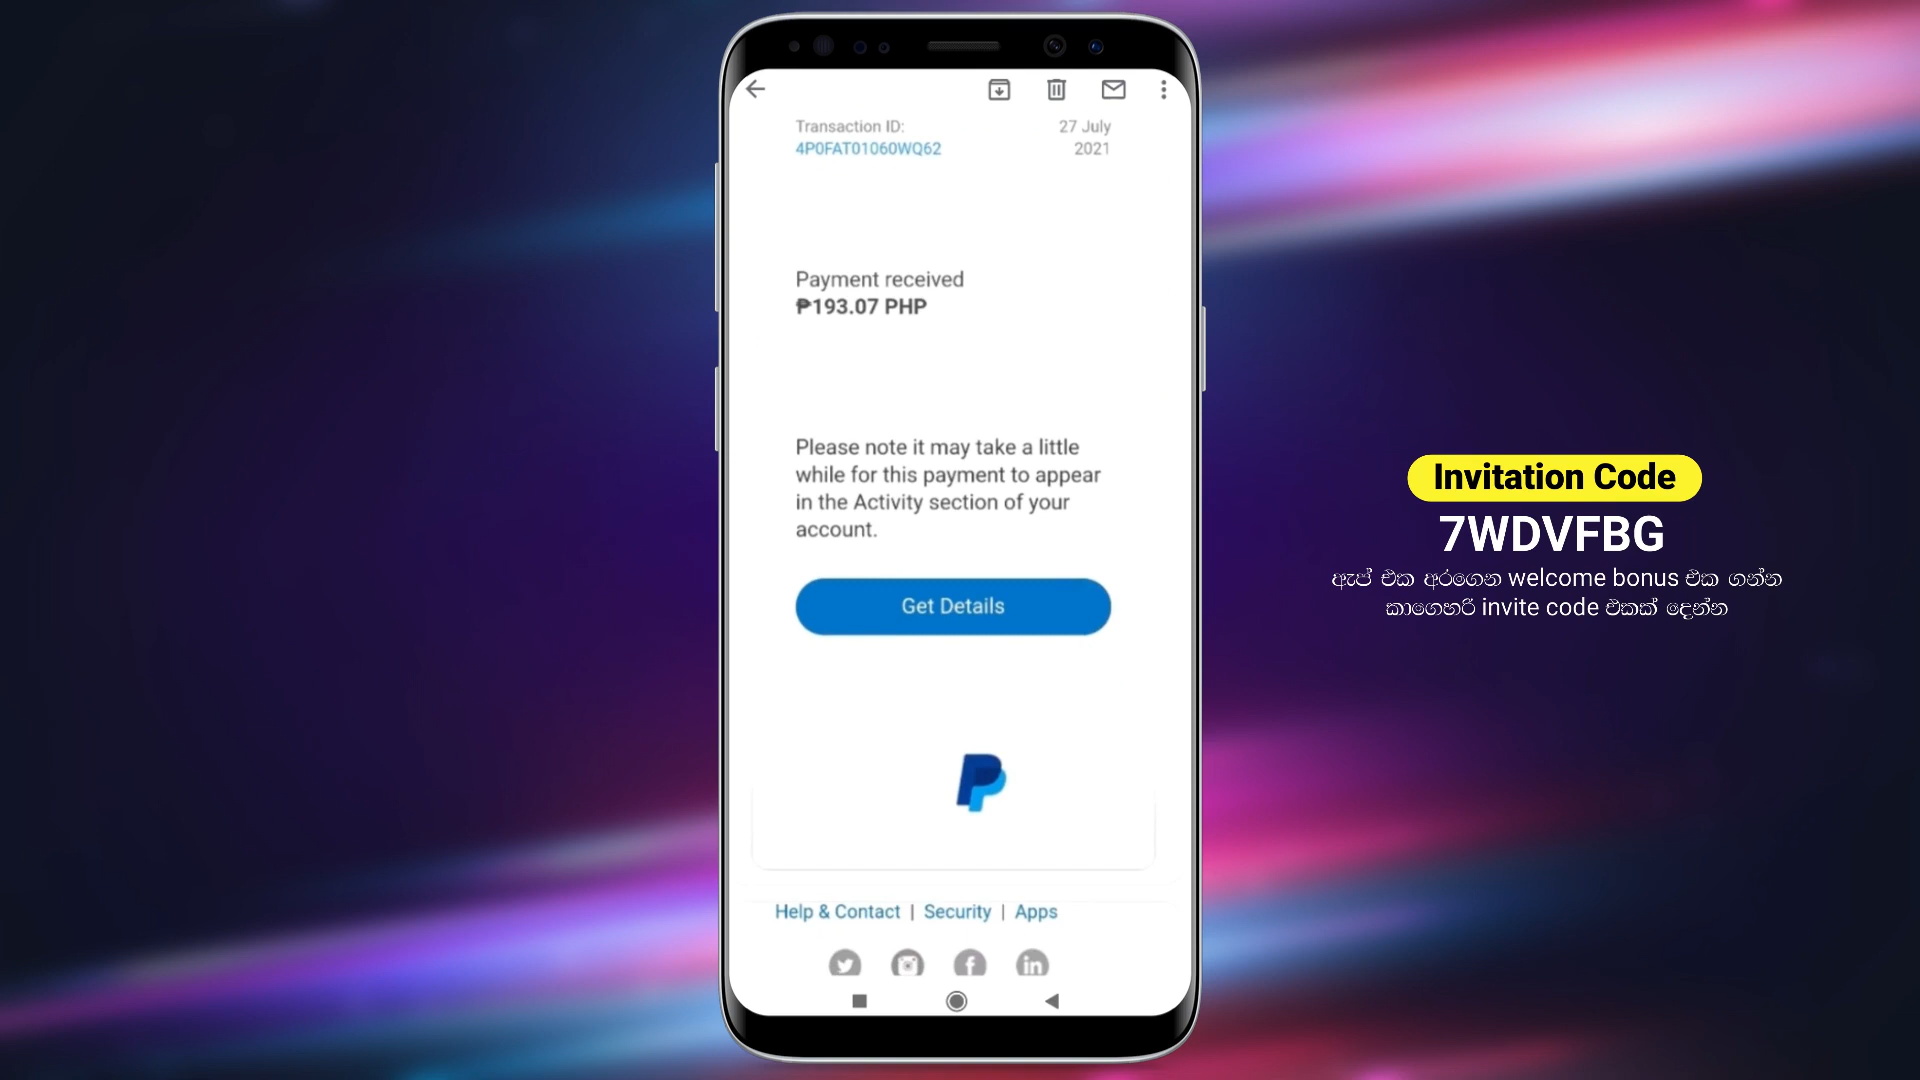 Transaction ID:
27 July
4P0FAT01060WQ62
2021
Payment received
₱193.07 PHP
Please note it may take a little
while for this payment to appear
in the Activity section of your
account.
Get Details
Help & Contact | Security | Apps
Invitation Code
7WDVFBG
ඇප් එක අරගෙන welcome bonus එක ගන්න
කාගෙහරි invite code එකක් දෙන්න